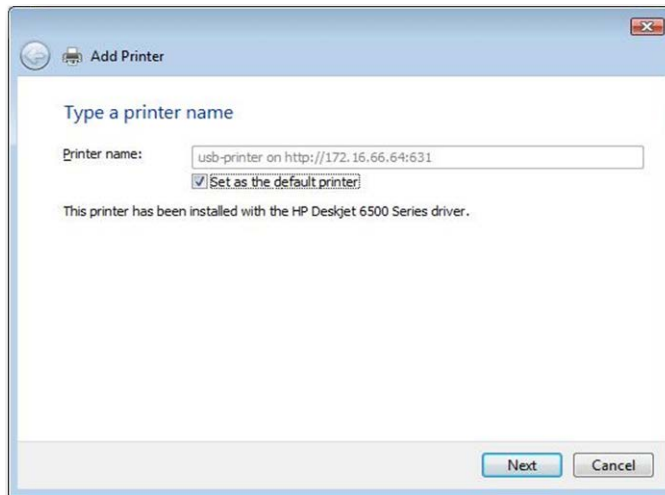 Add Printer
Type a printer name
Printer name:
usb-printer on http://172.16.66.64:631
Set as the default printer
This printer has been installed with the HP Deskjet 6500 Series driver.
Next
Cancel